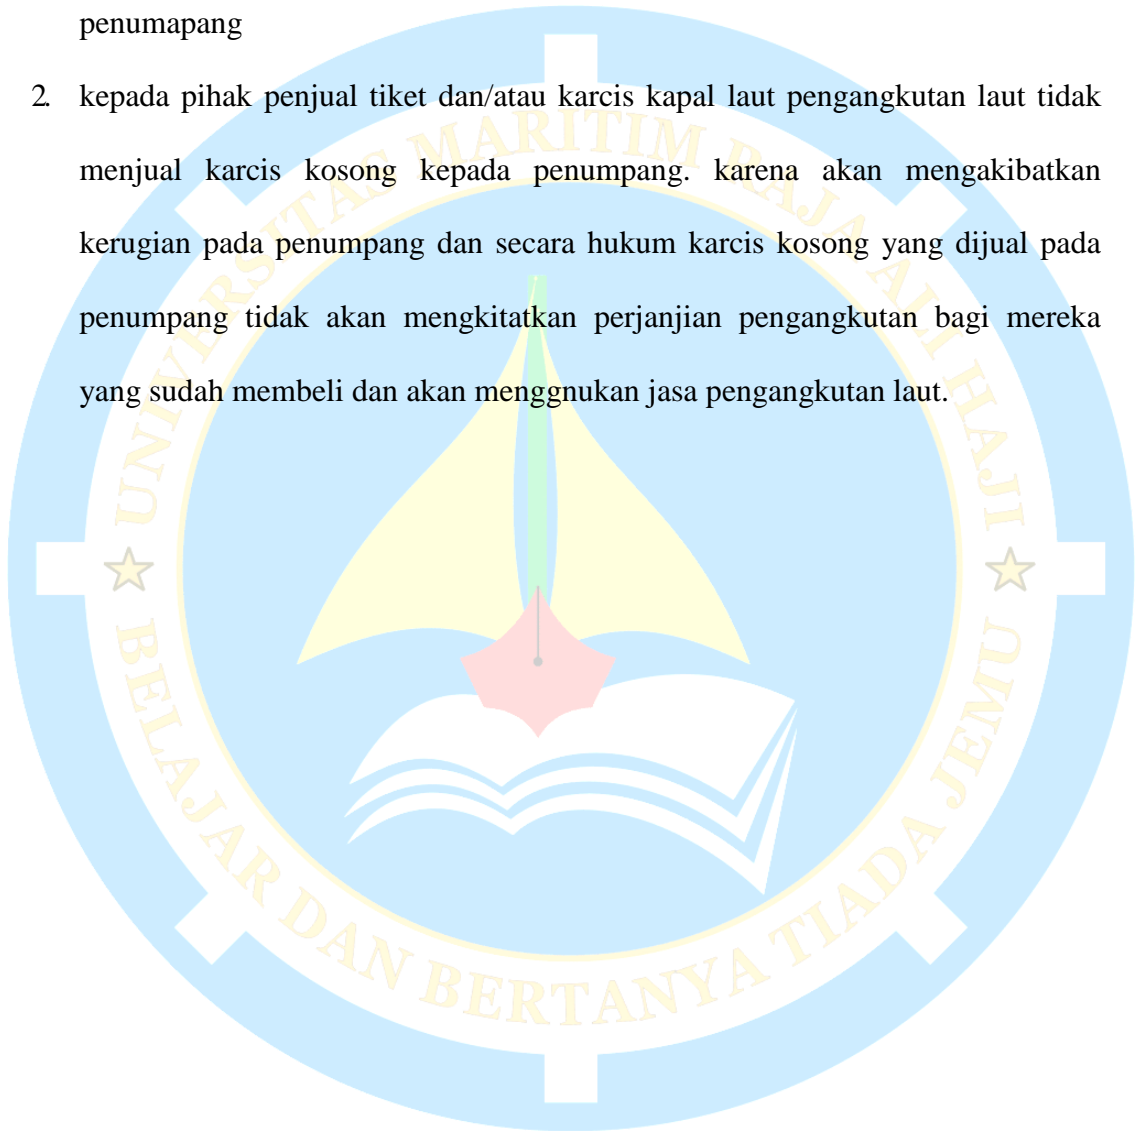 penumapang
2. kepada pihak penjual tiket dan/atau karcis kapal laut pengangkutan laut tidak
menjual karcis kosong kepada penumpang. karena akan mengakibatkan
kerugian pada penumpang dan secara hukum karcis kosong yang dijual pada
penumpang tidak akan mengkitatkan perjanjian pengangkutan bagi mereka
yang sudah membeli dan akan menggnukan jasa pengangkutan laut.
UNIVERSITAS MARITIM RAJA ALI HAJI
BELAJAR DAN BERTANYA TIADA JEMU